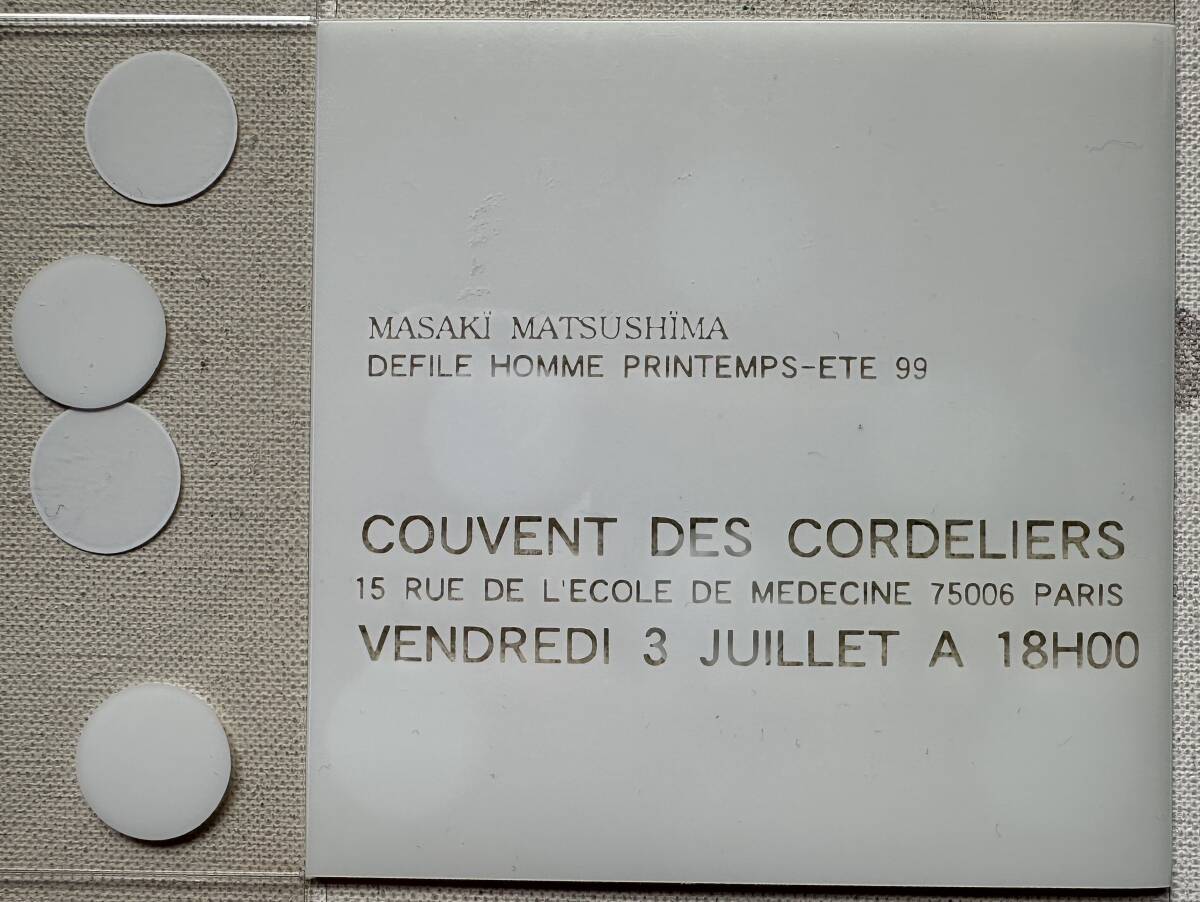 MASAKÏ MATSUSHÏMA
DEFILE HOMME PRINTEMPS-ETE 99
COUVENT DES CORDELIERS
15 RUE DE L'ECOLE DE MEDECINE 75006 PARIS
VENDREDI 3 JUILLET A 18H00